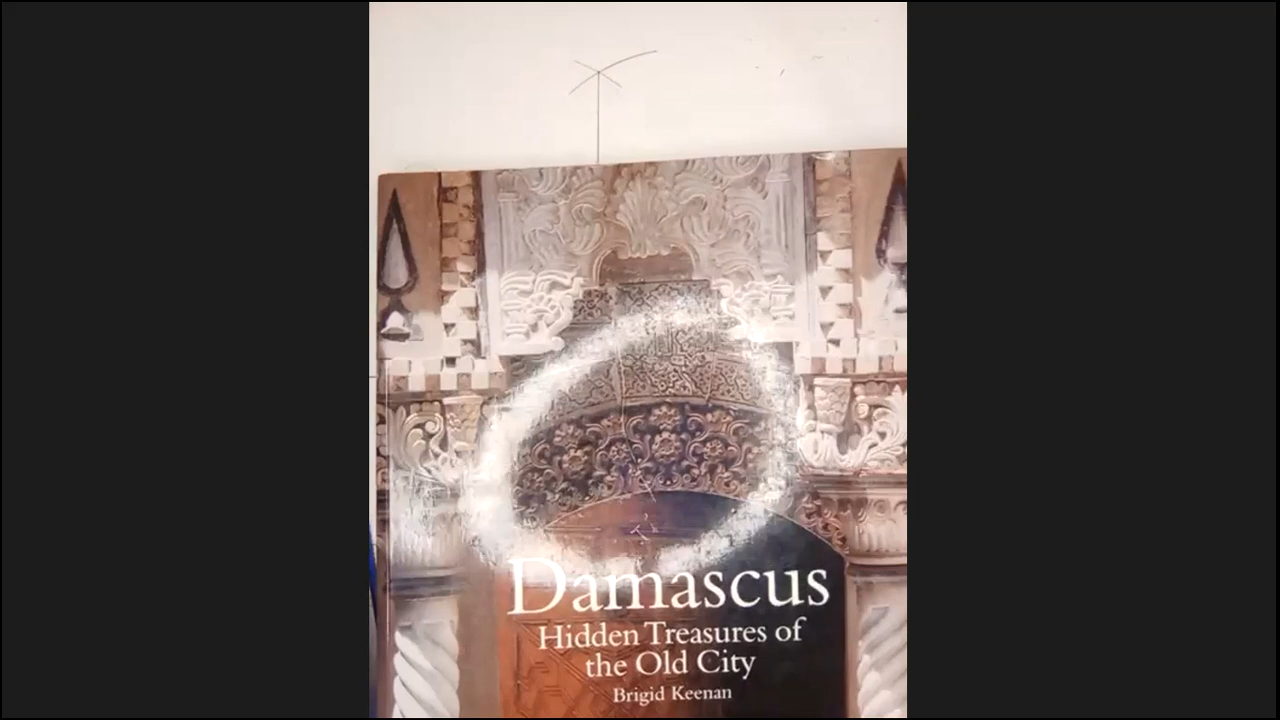 Damascus
Hidden Treasures of
the Old City
Brigid Keenan